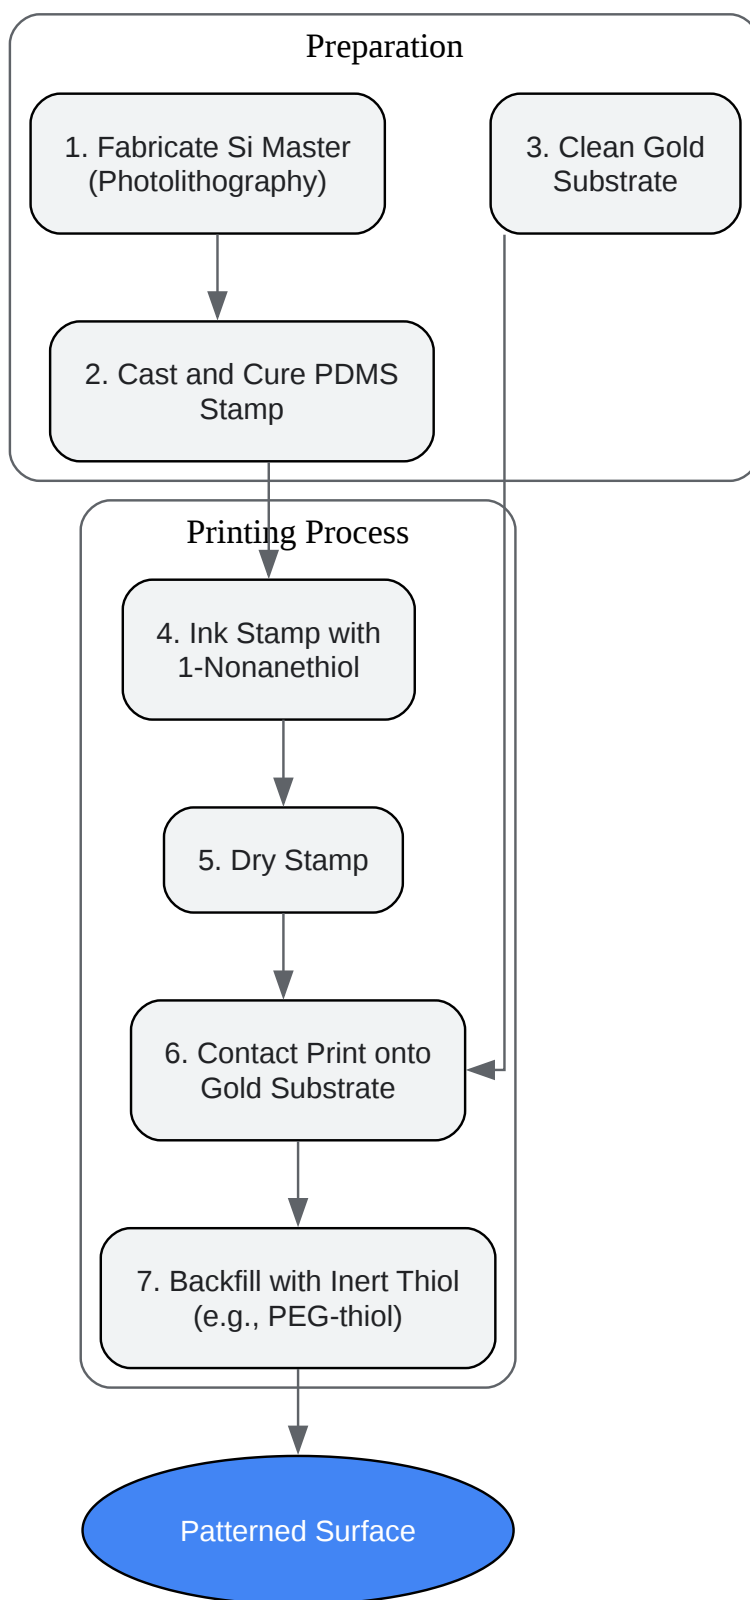 Preparation
1. Fabricate Si Master
(Photolithography)
3. Clean Gold
Substrate
2. Cast and Cure PDMS
Stamp
Printing Process
4. Ink Stamp with
1-Nonanethiol
5. Dry Stamp
6. Contact Print onto
Gold Substrate
7. Backfill with Inert Thiol
(e.g., PEG-thiol)
Patterned Surface